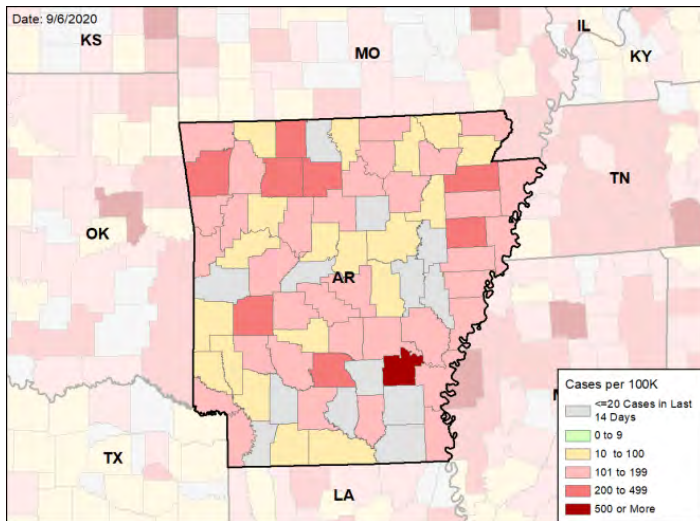 Date: 9/6/2020
KS
MO
IL
KY
TN
OK
AR
TX
LA
Cases per 100K
<=20 Cases in Last
14 Days
0 to 9
10 to 100
101 to 199
200 to 499
500 or More